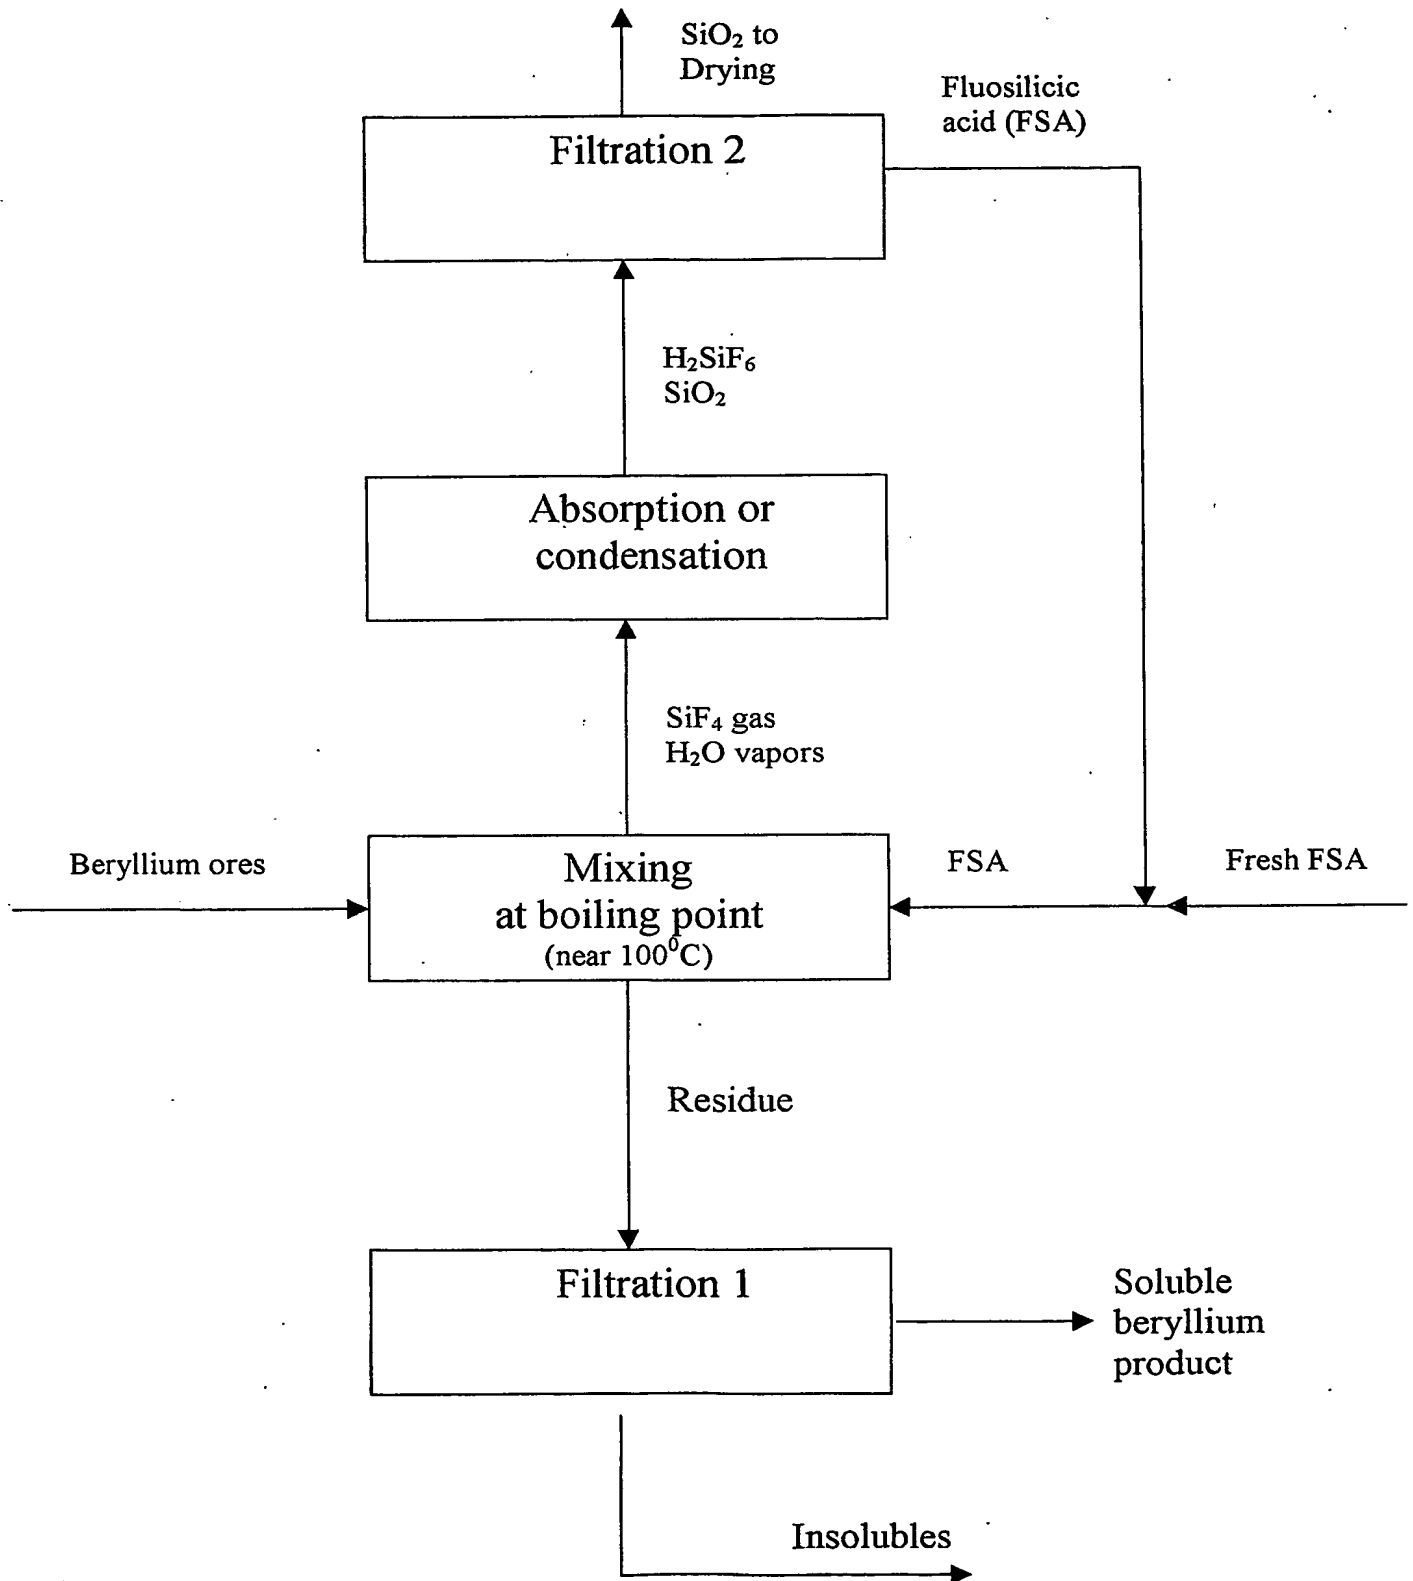 SiO₂ to
Drying
Fluosilicic
acid (FSA)
Filtration 2
H₂SiF₆
SiO₂
Absorption or
condensation
SiF₄ gas
H₂O vapors
Beryllium ores
Mixing
at boiling point
(near 100⁰C)
FSA
Fresh FSA
Residue
Filtration 1
Soluble
beryllium
product
Insolubles